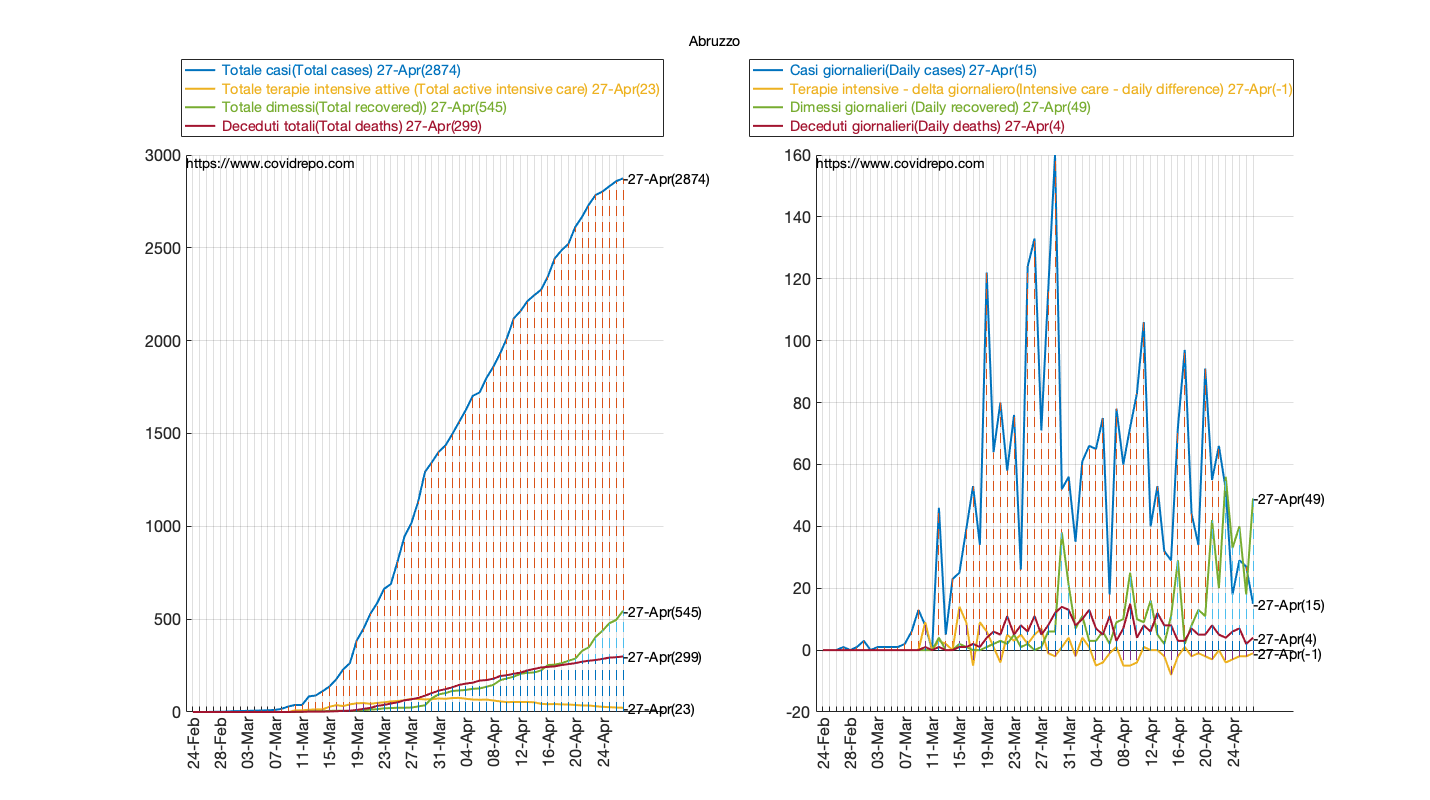 Abruzzo
Totale casi(Total cases) 27-Apr(2874)
Totale terapie intensive attive (Total active intensive care) 27-Apr(23)
Totale dimessi(Total recovered)) 27-Apr(545)
Deceduti totali(Total deaths) 27-Apr(299)
https://www.covidrepo.com
3000
2500
2000
1500
1000
500
0
27-Apr(2874)
27-Apr(545)
27-Apr(299)
27-Apr(23)
24-Feb
28-Feb
03-Mar
07-Mar
11-Mar
15-Mar
19-Mar
23-Mar
27-Mar
31-Mar
04-Apr
08-Apr
12-Apr
16-Apr
20-Apr
24-Apr
Casi giornalieri(Daily cases) 27-Apr(15)
Terapie intensive - delta giornaliero(Intensive care - daily difference) 27-Apr(-1)
Dimessi giornalieri (Daily recovered) 27-Apr(49)
Deceduti giornalieri(Daily deaths) 27-Apr(4)
https://www.covidrepo.com
160
140
120
100
80
60
40
20
0
-20
27-Apr(49)
27-Apr(15)
27-Apr(4)
27-Apr(-1)
24-Feb
28-Feb
03-Mar
07-Mar
11-Mar
15-Mar
19-Mar
23-Mar
27-Mar
31-Mar
04-Apr
08-Apr
12-Apr
16-Apr
20-Apr
24-Apr